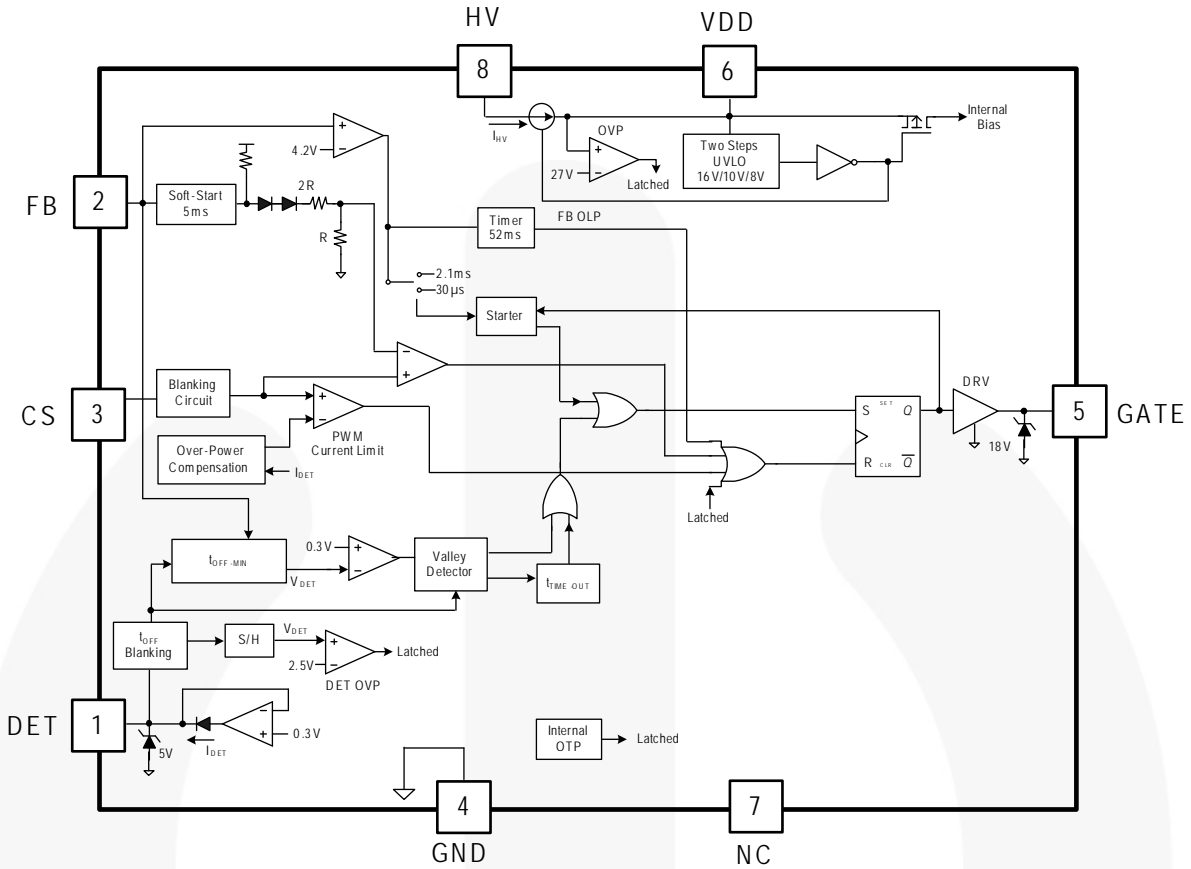 HV
VDD
8
6
I HV
OVP
+
−
27V
Latched
Two Steps
UVLO
16V/10V/8V
Internal
Bias
+
−
4.2V
FB
2
Soft-Start
5ms
2R
R
Timer
52ms
FB OLP
2.1ms
30µs
Starter
−
+
CS
3
Blanking
Circuit
+
−
PWM
Current Limit
Over-Power
Compensation
I DET
S SET Q
R CLR Q
DRV
18V
5
GATE
Latched
tOFF-MIN
VDET
0.3V
+
−
Valley
Detector
tTIME-OUT
tOFF
Blanking
S/H
VDET
+
−
2.5V
Latched
DET OVP
DET
1
5V
IDET
−
+
0.3V
Internal
OTP
Latched
4
GND
7
NC